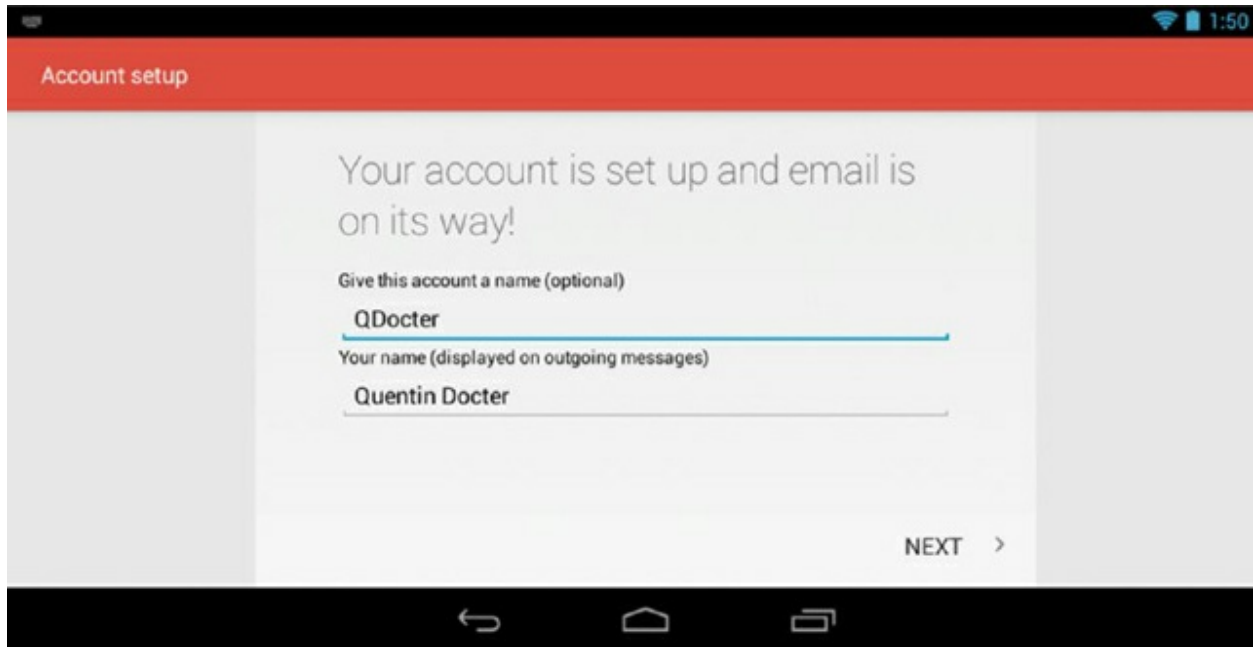 1:50
Account setup
Your account is set up and email is
on its way!
Give this account a name (optional)
QDocter
Your name (displayed on outgoing messages)
Quentin Docter
NEXT